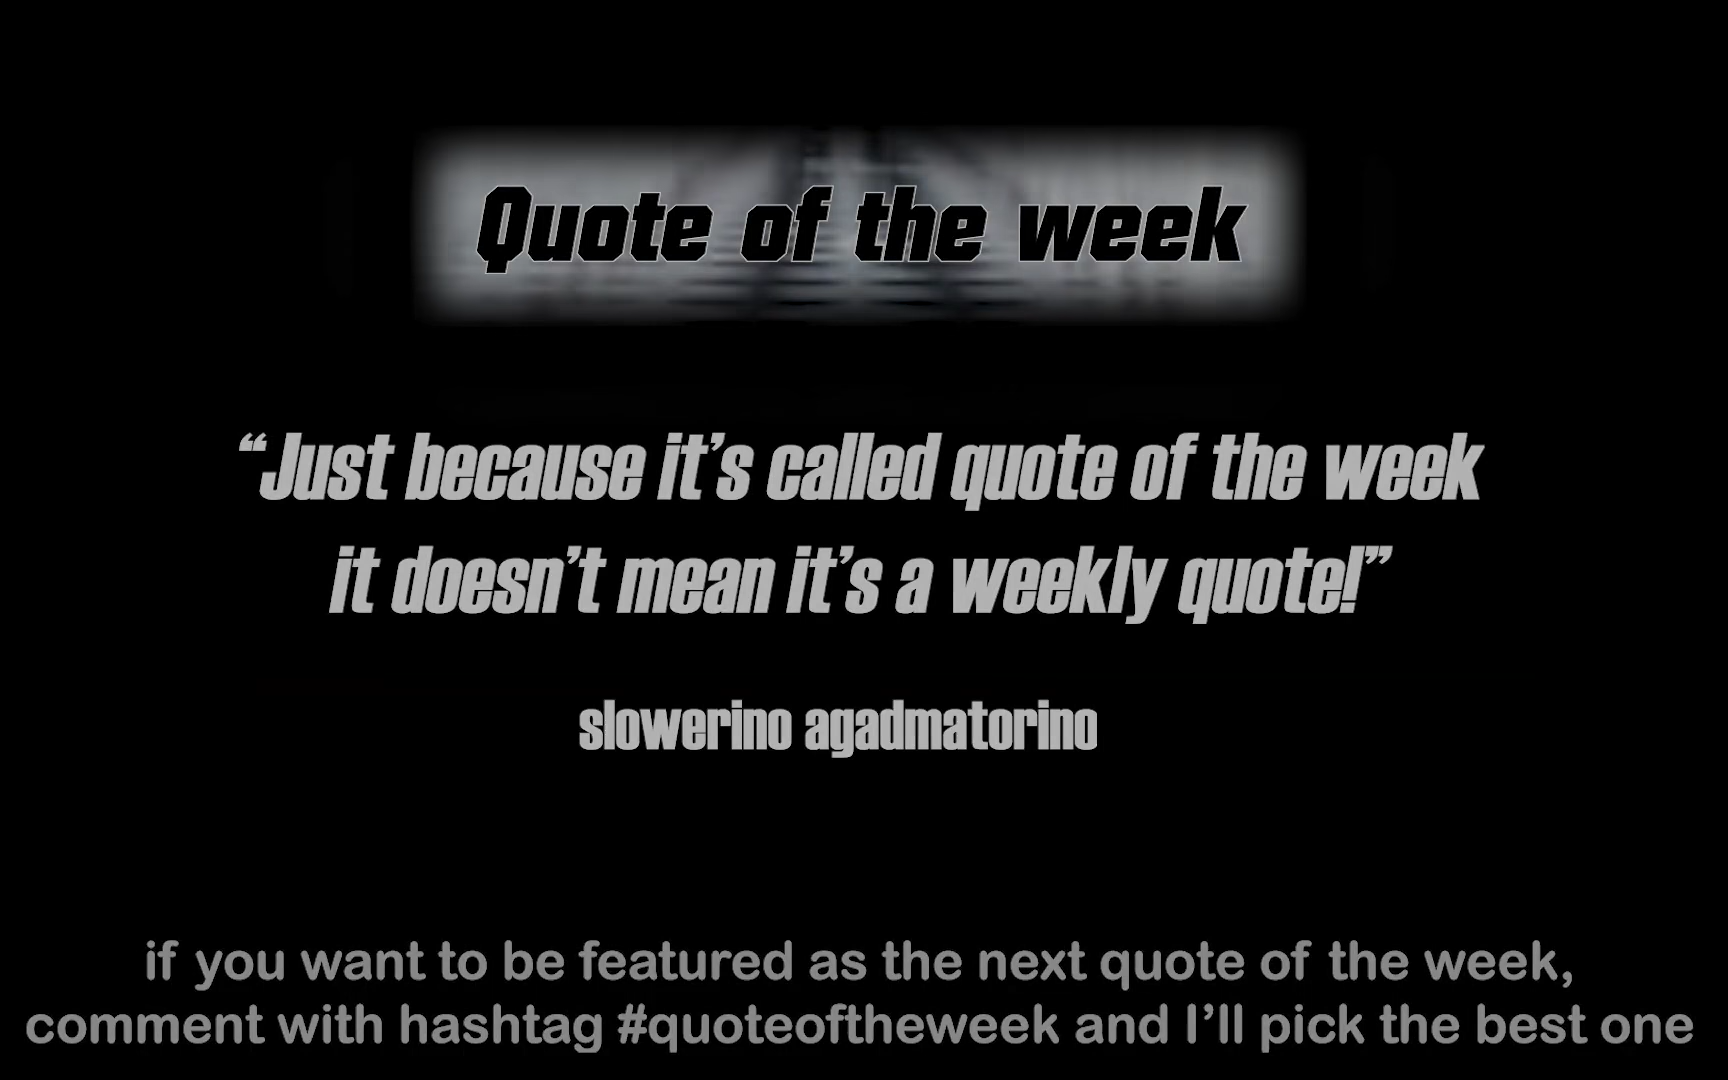 Quote of the week
“Just because it’s called quote of the week
it doesn’t mean it’s a weekly quote!”
slowerino agadmatorino
if you want to be featured as the next quote of the week,
comment with hashtag #quoteoftheweek and I’ll pick the best one